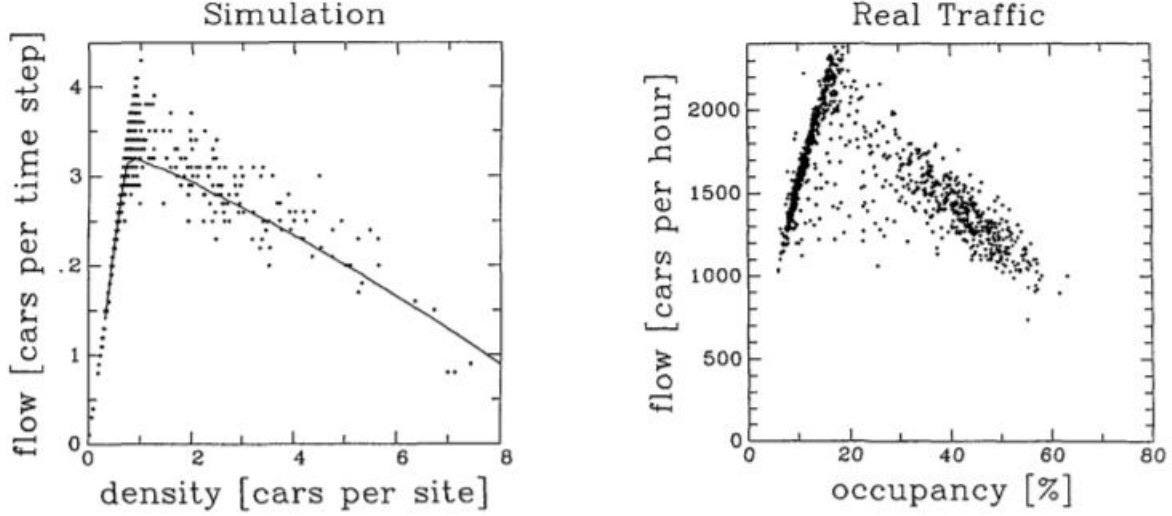 Simulation
flow [cars per time step]
4
3
2
1
0
0 2 4 6 8
density [cars per site]
Real Traffic
flow [cars per hour]
2000
1500
1000
500
0
0 20 40 60 80
occupancy [%]